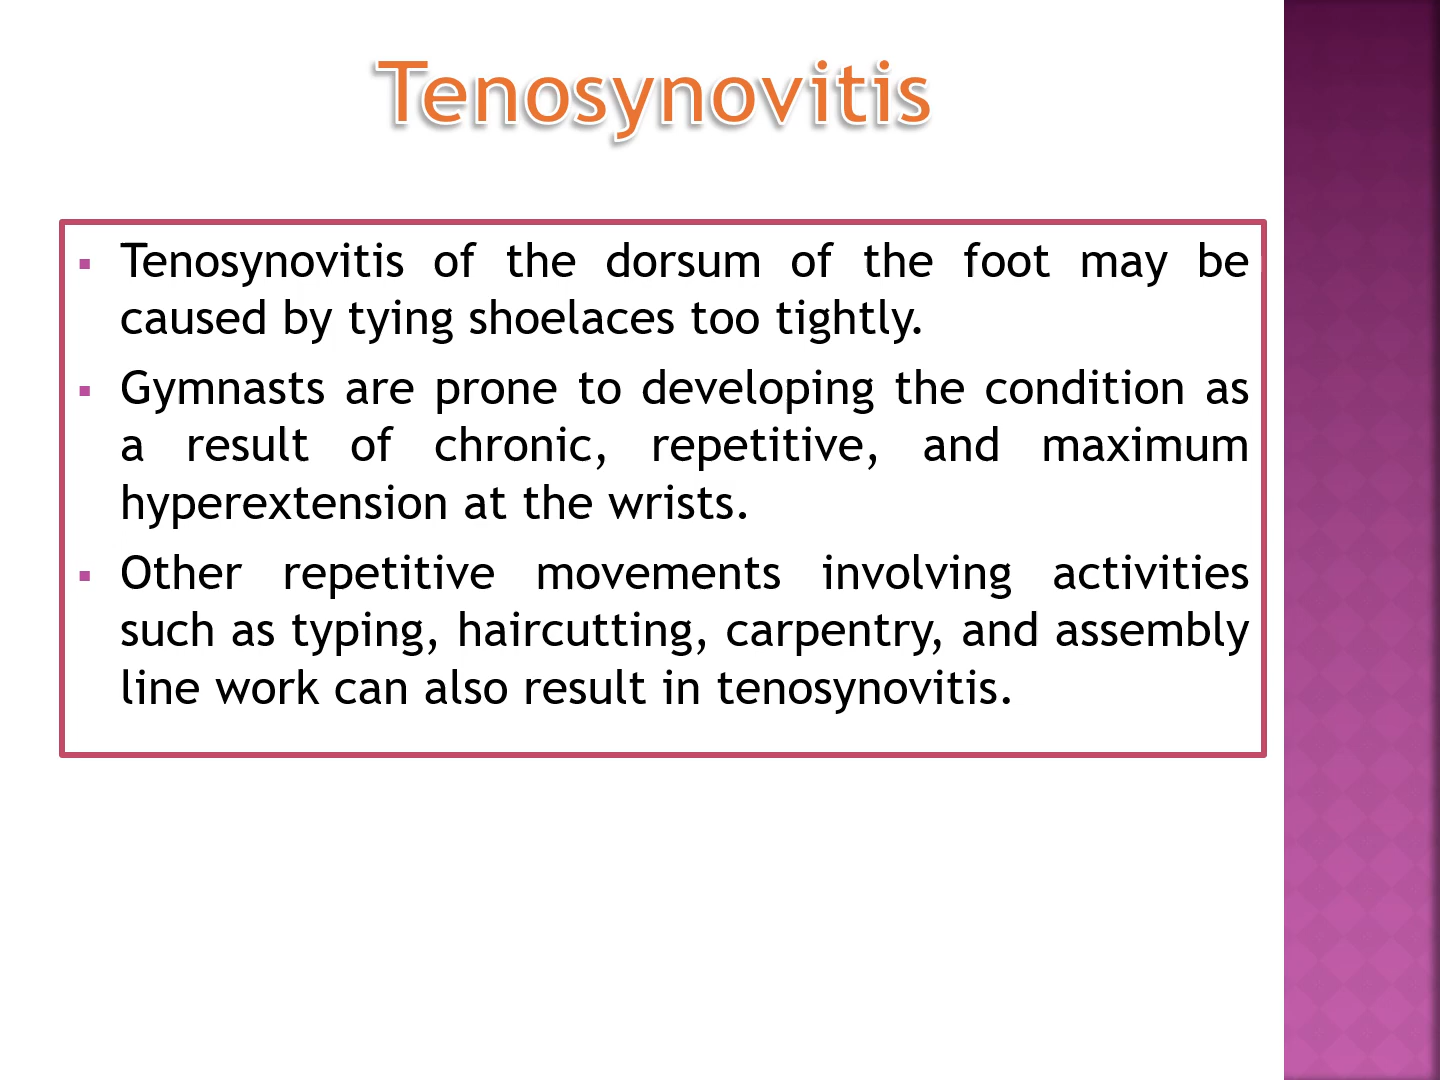 Tenosynovitis
▪ Tenosynovitis of the dorsum of the foot may be
caused by tying shoelaces too tightly.
▪ Gymnasts are prone to developing the condition as
a result of chronic, repetitive, and maximum
hyperextension at the wrists.
▪ Other repetitive movements involving activities
such as typing, haircutting, carpentry, and assembly
line work can also result in tenosynovitis.